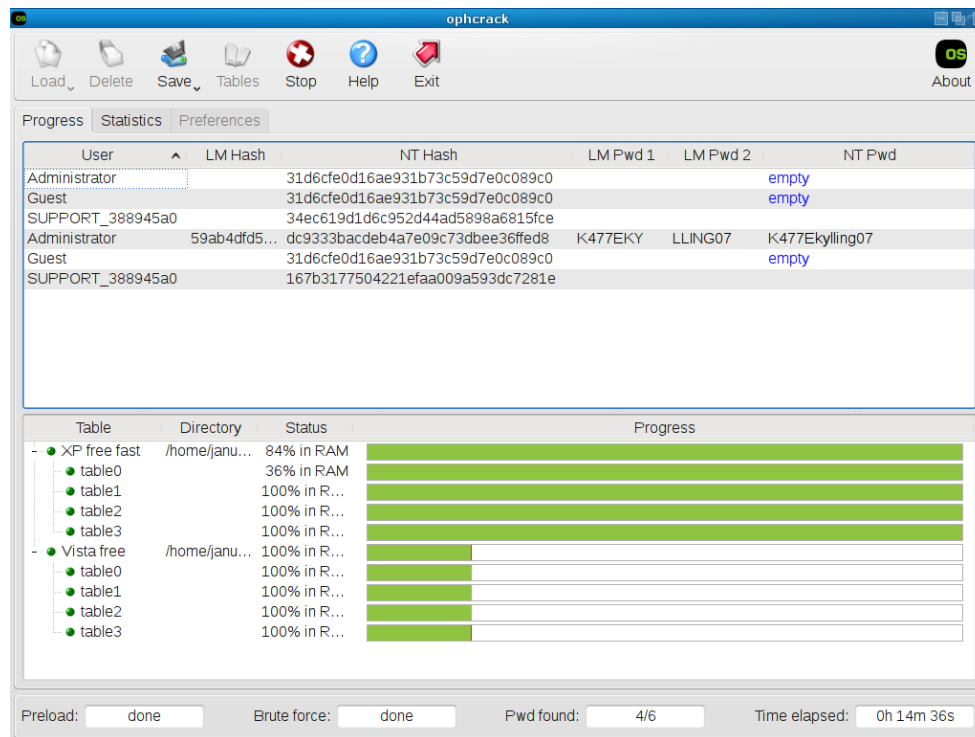 OS ophcrack
Load Delete Save Tables Stop Help Exit OS About
Progress Statistics Preferences
User LM Hash NT Hash LM Pwd 1 LM Pwd 2 NT Pwd
Administrator 31d6cfe0d16ae931b73c59d7e0c089c0 empty
Guest 31d6cfe0d16ae931b73c59d7e0c089c0 empty
SUPPORT_388945a0 34ec619d1d6c952d44ad5898a6815fce
Administrator 59ab4dfd5... dc9333bacdeb4a7e09c73dbee36ffed8 K477EKY LLING07 K477Ekylling07
Guest 31d6cfe0d16ae931b73c59d7e0c089c0 empty
SUPPORT_388945a0 167b3177504221efaa009a593dc7281e
Table Directory Status Progress
XP free fast /home/janu... 84% in RAM
table0 36% in RAM
table1 100% in R...
table2 100% in R...
table3 100% in R...
Vista free /home/janu... 100% in R...
table0 100% in R...
table1 100% in R...
table2 100% in R...
table3 100% in R...
Preload: done Brute force: done Pwd found: 4/6 Time elapsed: 0h 14m 36s